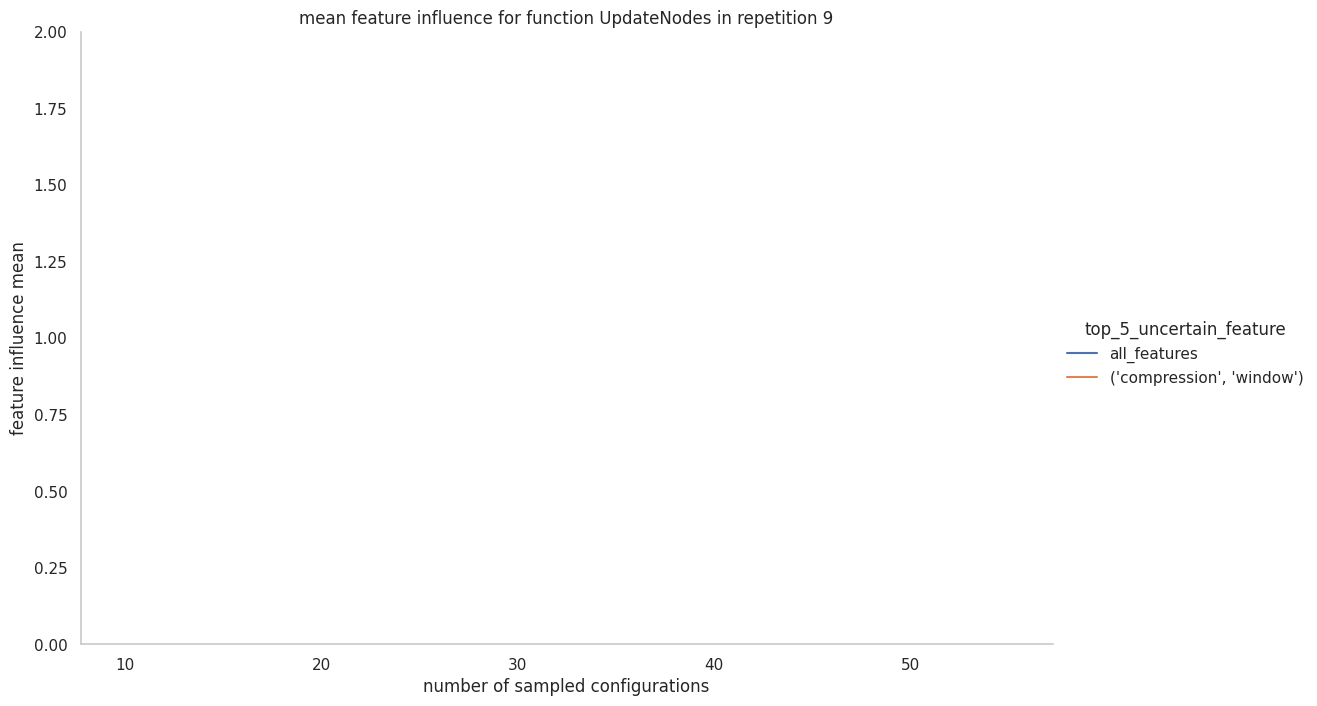 mean feature influence for function UpdateNodes in repetition 9
2.00
1.75
1.50
1.25
1.00
0.75
0.50
0.25
0.00
feature influence mean
10 20 30 40 50
number of sampled configurations
top_5_uncertain_feature
all_features
('compression', 'window')